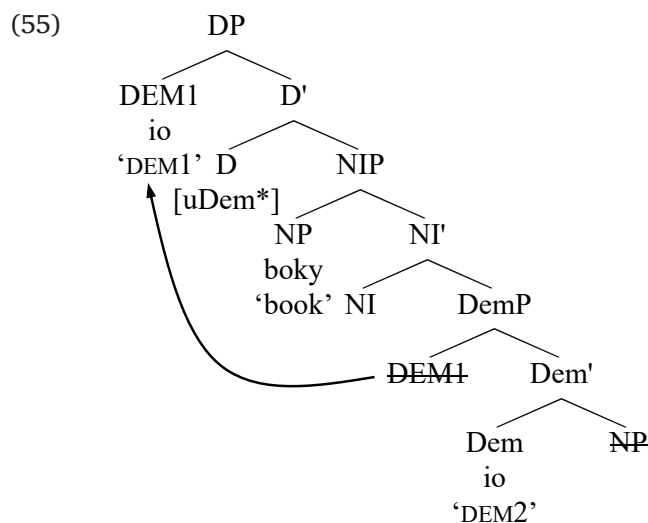 (55) DP
DEM1 D'
io
‘DEM1’ D NIP
[uDem*]
NP NI'
boky
‘book’ NI DemP
DEM1 Dem'
Dem NP
io
‘DEM2’